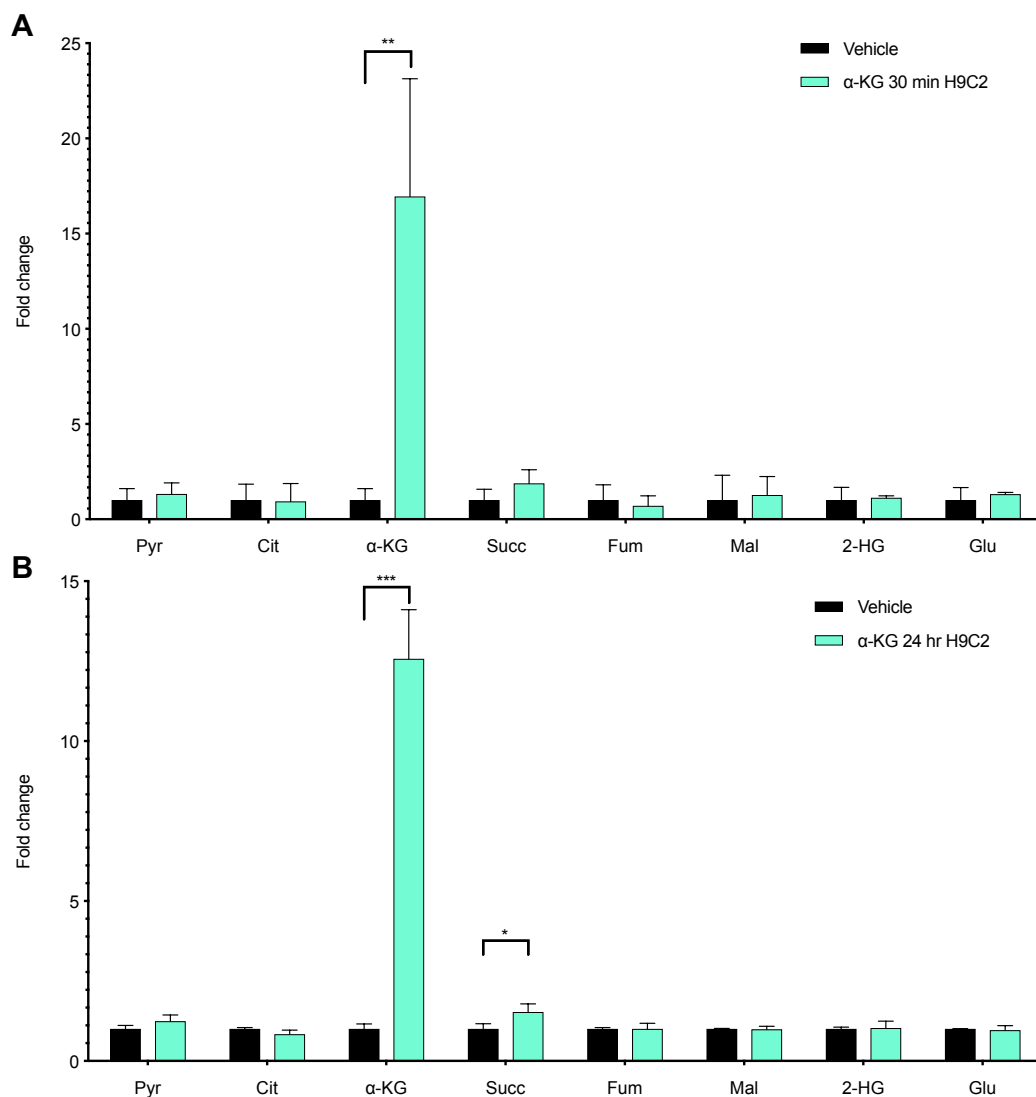 A
**
25
Vehicle
α-KG 30 min H9C2
20
15
Fold change
10
5
0
Pyr Cit α-KG Succ Fum Mal 2-HG Glu
B
***
15
Vehicle
α-KG 24 hr H9C2
10
Fold change
5
*
0
Pyr Cit α-KG Succ Fum Mal 2-HG Glu